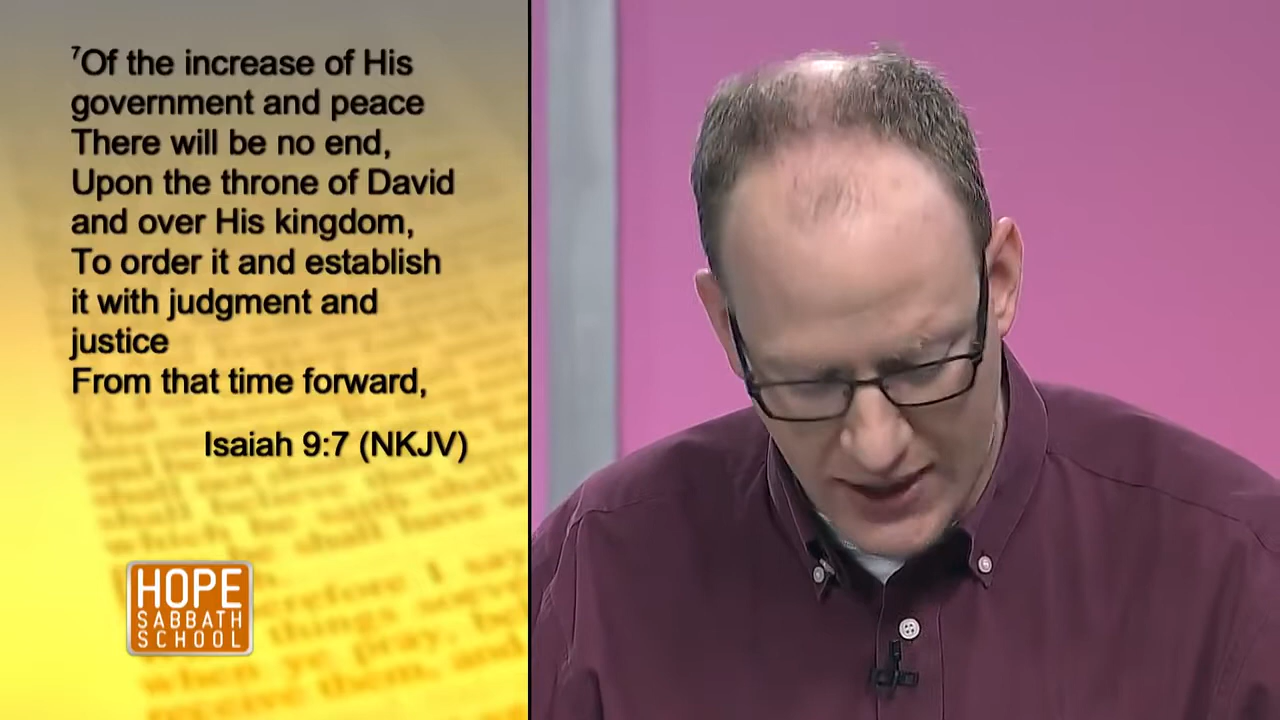 ⁷Of the increase of His
government and peace
There will be no end,
Upon the throne of David
and over His kingdom,
To order it and establish
it with judgment and
justice
From that time forward,
Isaiah 9:7 (NKJV)
HOPE
SABBATH
SCHOOL